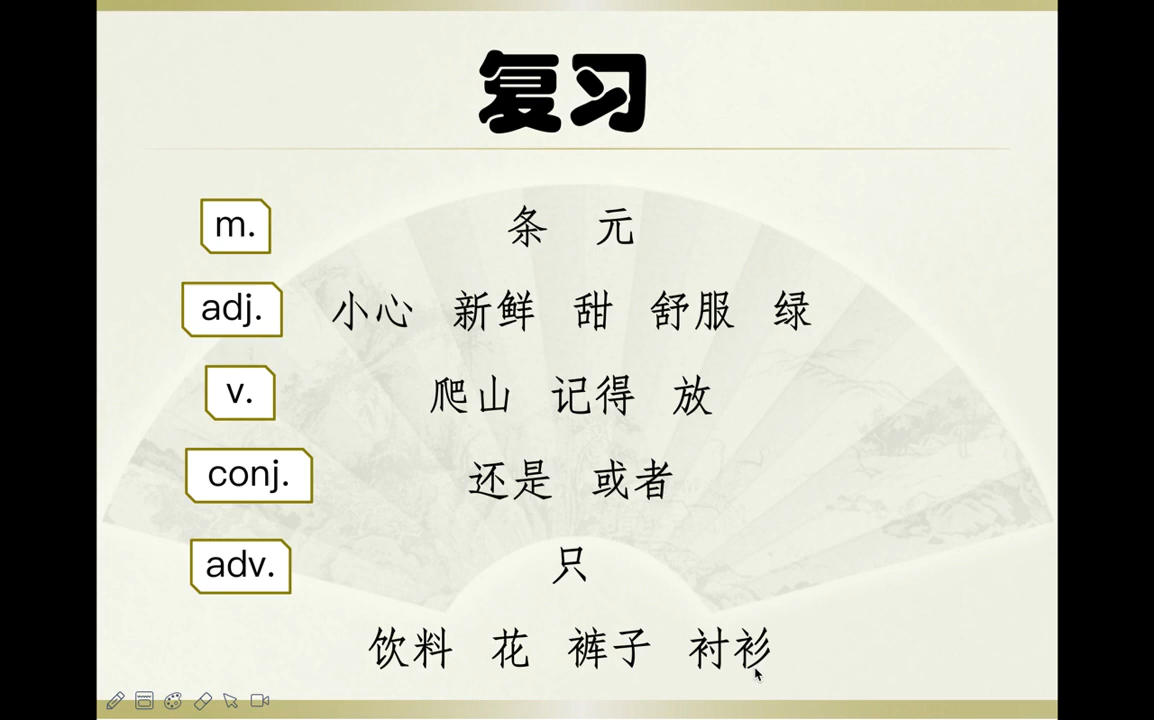 复习
m. 条 元
adj. 小心 新鲜 甜 舒服 绿
v. 爬山 记得 放
conj. 还是 或者
adv. 只
饮料 花 裤子 衬衫